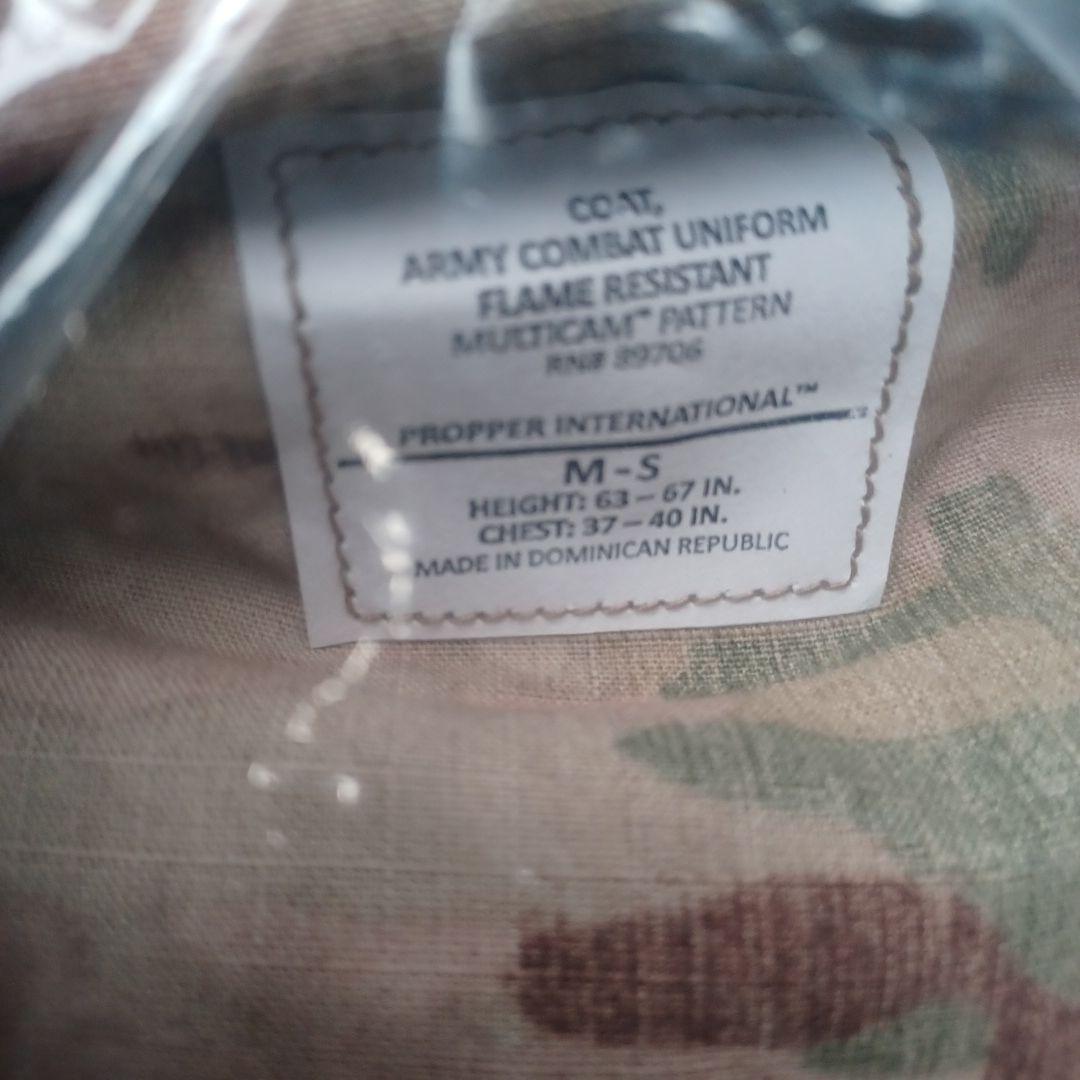 COAT,
ARMY COMBAT UNIFORM
FLAME RESISTANT
MULTICAM™ PATTERN
RN# 89706
PROPPER INTERNATIONAL™
M - S
HEIGHT: 63 – 67 IN.
CHEST: 37 – 40 IN.
MADE IN DOMINICAN REPUBLIC